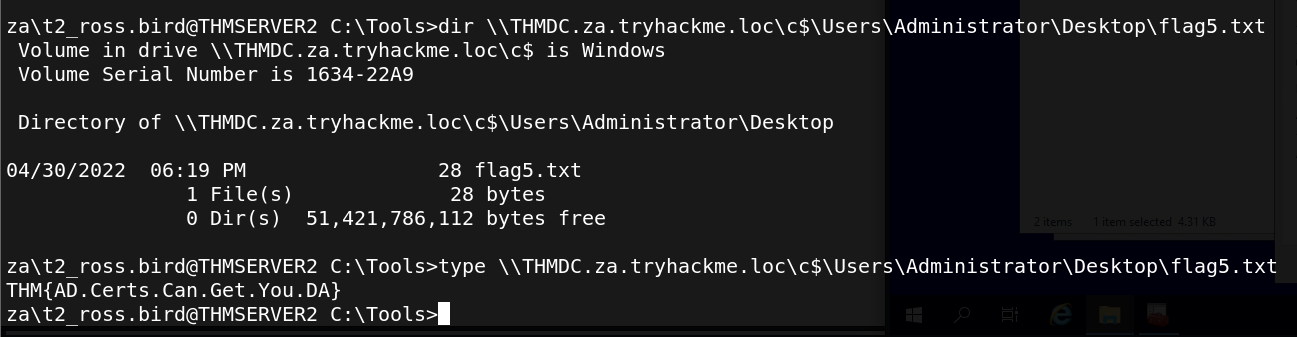 za\t2_ross.bird@THMSERVER2 C:\Tools>dir \\THMDC.za.tryhackme.loc\c$\Users\Administrator\Desktop\flag5.txt
 Volume in drive \\THMDC.za.tryhackme.loc\c$ is Windows
 Volume Serial Number is 1634-22A9
 Directory of \\THMDC.za.tryhackme.loc\c$\Users\Administrator\Desktop
04/30/2022  06:19 PM                28 flag5.txt
               1 File(s)             28 bytes
               0 Dir(s)  51,421,786,112 bytes free
2 items 1 item selected 4.31 KB
za\t2_ross.bird@THMSERVER2 C:\Tools>type \\THMDC.za.tryhackme.loc\c$\Users\Administrator\Desktop\flag5.txt
THM{AD.Certs.Can.Get.You.DA}
za\t2_ross.bird@THMSERVER2 C:\Tools>